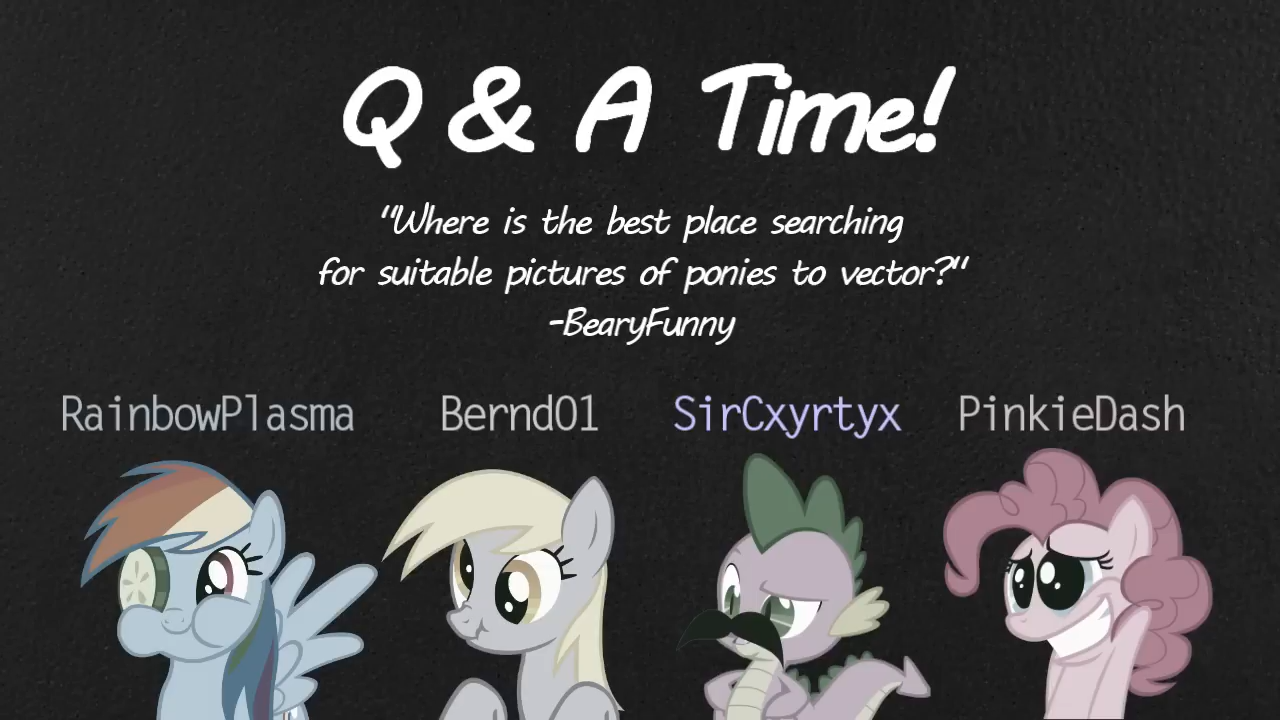 Q & A Time!
"Where is the best place searching
for suitable pictures of ponies to vector?"
-BearyFunny
RainbowPlasma Bernd01 SirCxyrtyx PinkieDash